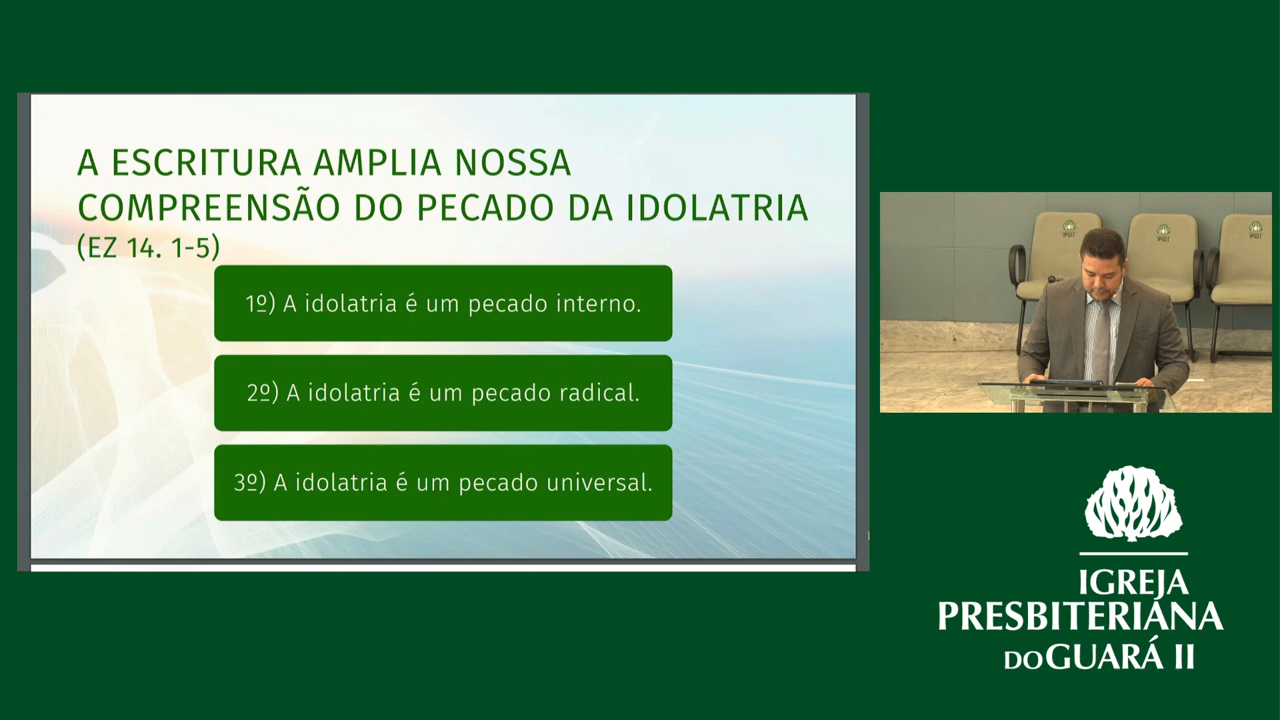 A ESCRITURA AMPLIA NOSSA
COMPREENSÃO DO PECADO DA IDOLATRIA
(EZ 14. 1-5)
1º) A idolatria é um pecado interno.
2º) A idolatria é um pecado radical.
3º) A idolatria é um pecado universal.
IGREJA
PRESBITERIANA
DO GUARÁ II